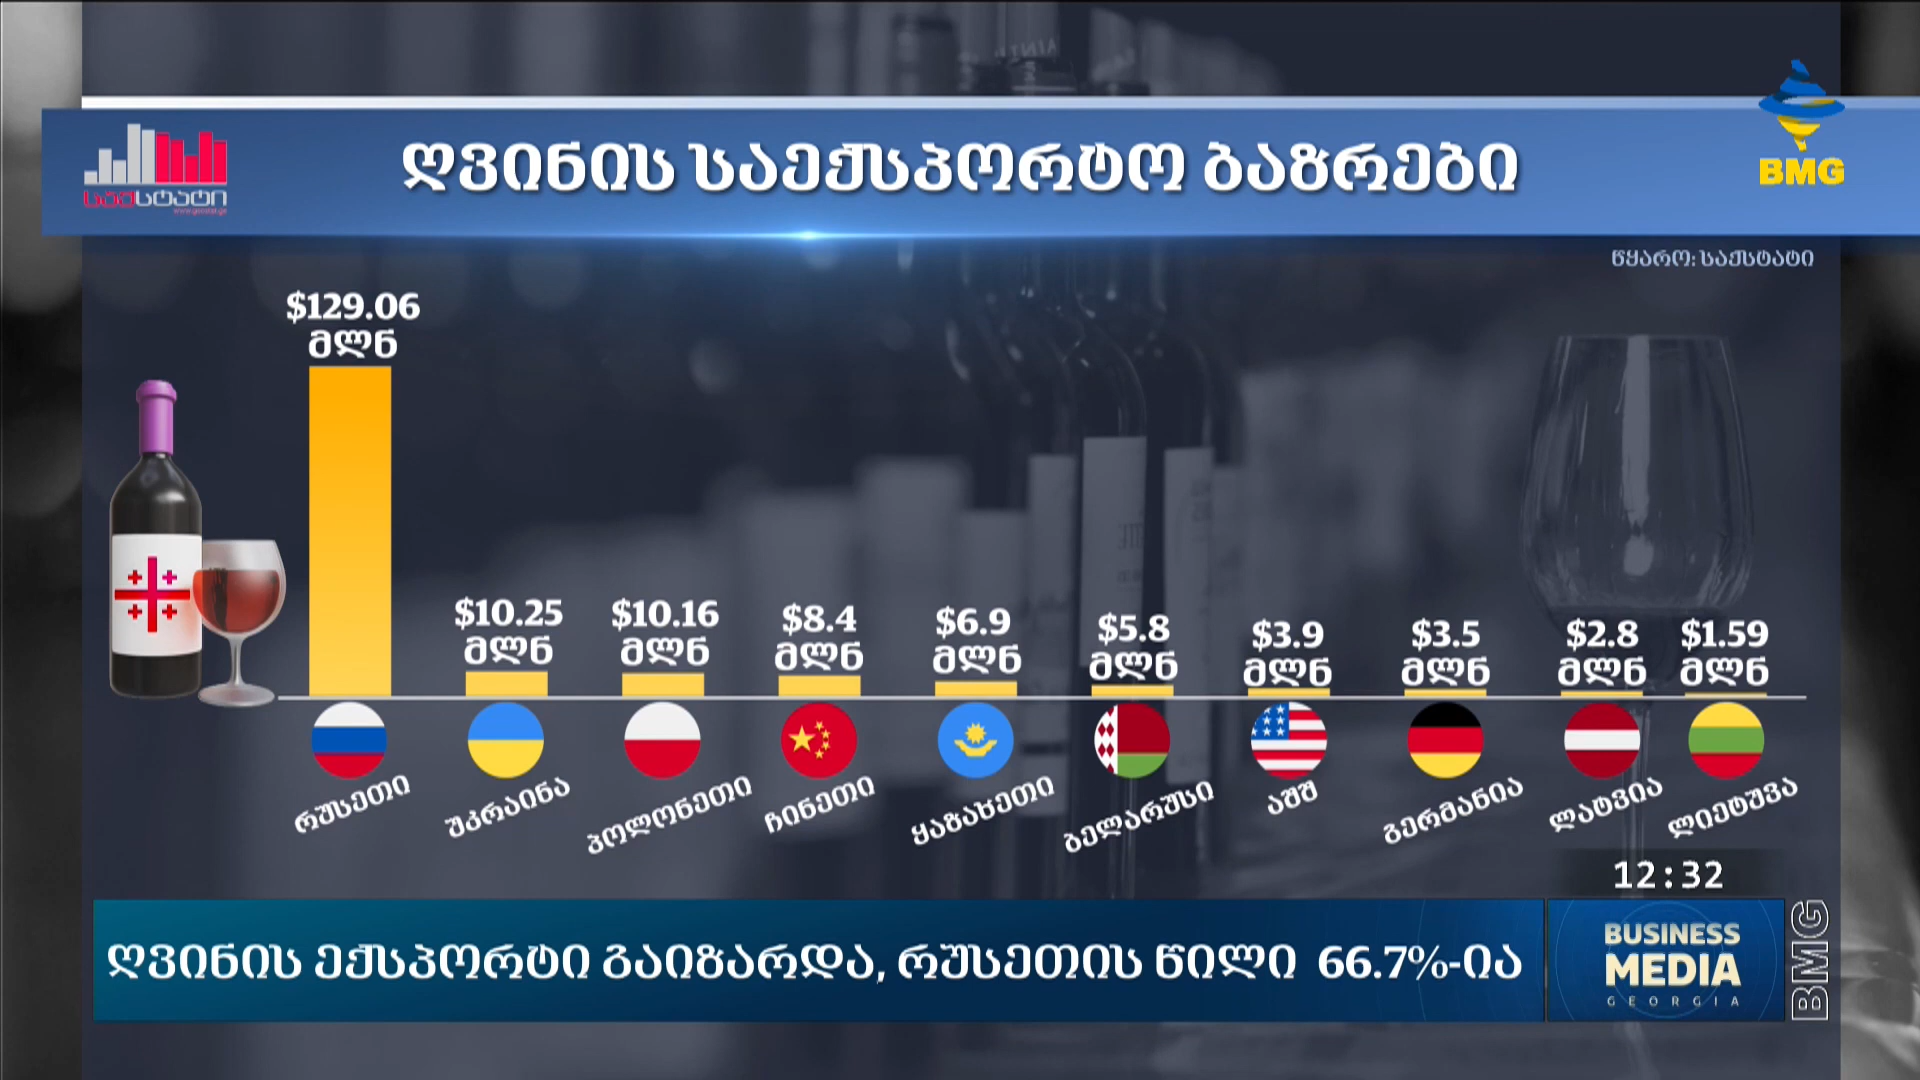 ღვინის საექსპორტო ბაზრები
საქსტატი
www.geostat.ge
BMG
წყარო: საქსტატი
$129.06
მლნ
$10.25
მლნ
$10.16
მლნ
$8.4
მლნ
$6.9
მლნ
$5.8
მლნ
$3.9
მლნ
$3.5
მლნ
$2.8
მლნ
$1.59
მლნ
რუსეთი
უკრაინა
პოლონეთი
ჩინეთი
ყაზახეთი
ბელარუსი
აშშ
გერმანია
ლატვია
ლიეტუვა
12:32
ღვინის ექსპორტი გაიზარდა, რუსეთის წილი 66.7%-ია
BUSINESS
MEDIA
GEORGIA
BMG